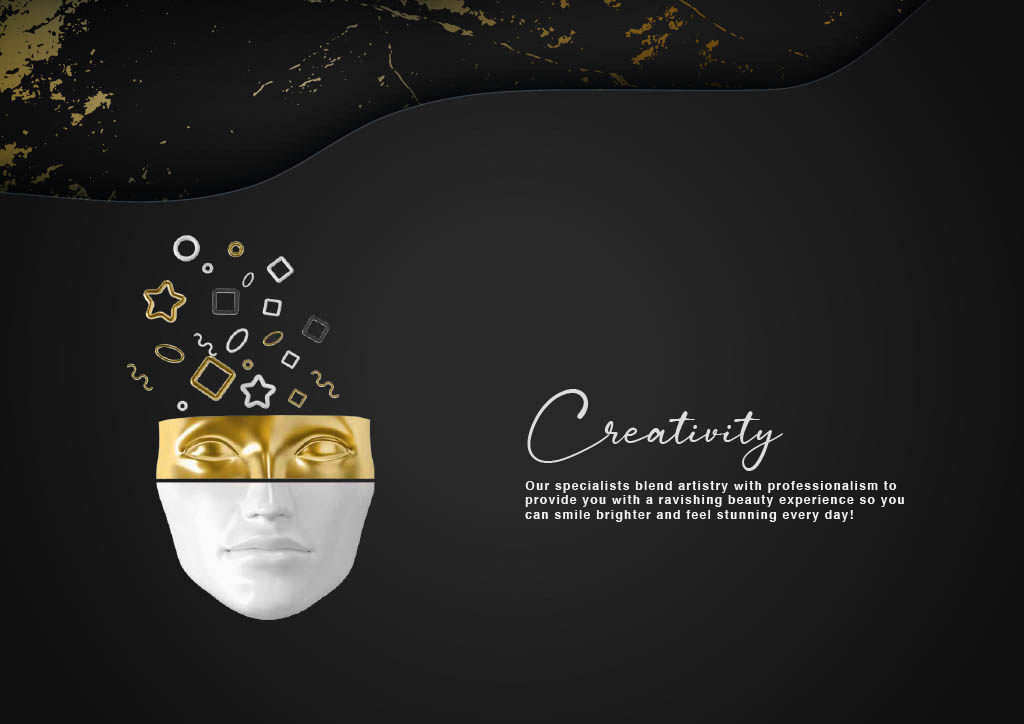 Creativity
Our specialists blend artistry with professionalism to
provide you with a ravishing beauty experience so you
can smile brighter and feel stunning every day!